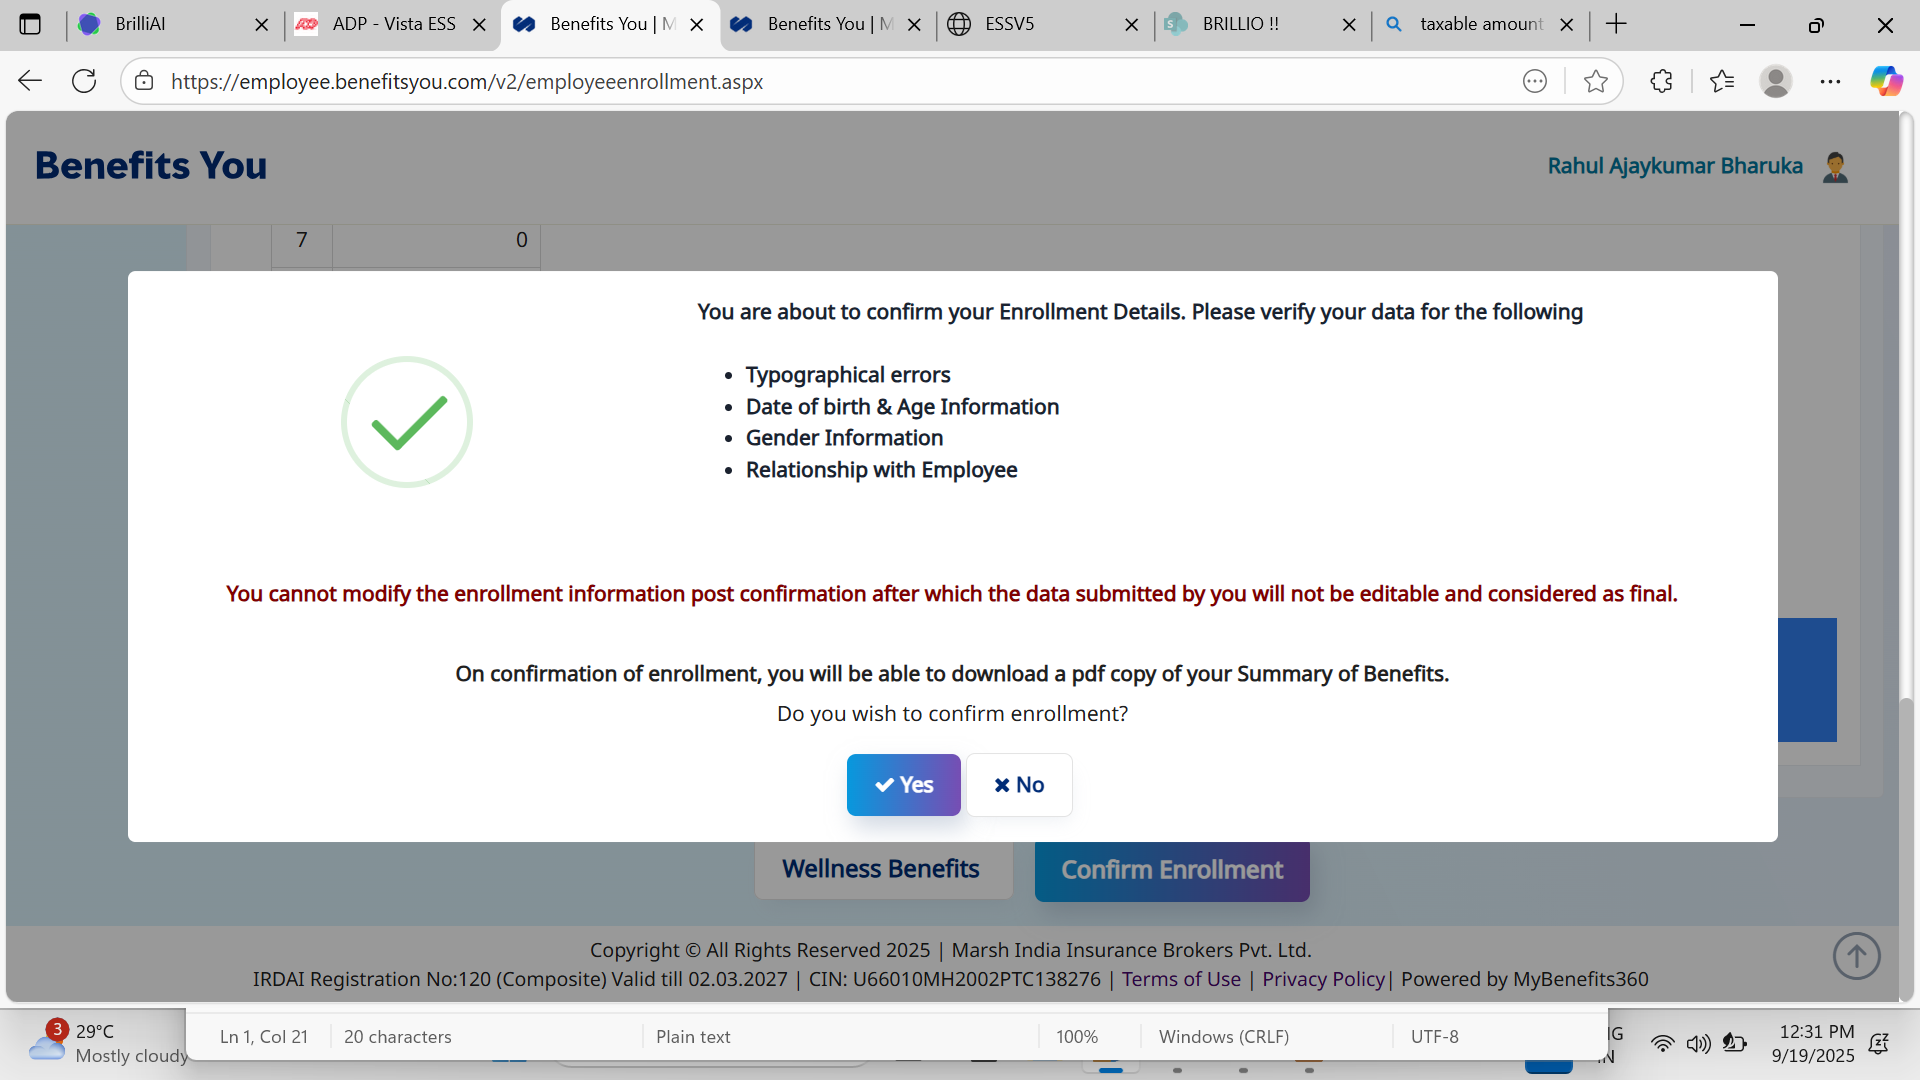 BrilliAI
ADP - Vista ESS
Benefits You | M
Benefits You | M
ESSV5
BRILLIO !!
taxable amount
https://employee.benefitsyou.com/v2/employeeenrollment.aspx
Benefits You
Rahul Ajaykumar Bharuka
7 0
You are about to confirm your Enrollment Details. Please verify your data for the following
• Typographical errors
• Date of birth & Age Information
• Gender Information
• Relationship with Employee
You cannot modify the enrollment information post confirmation after which the data submitted by you will not be editable and considered as final.
On confirmation of enrollment, you will be able to download a pdf copy of your Summary of Benefits.
Do you wish to confirm enrollment?
Yes
No
Wellness Benefits
Confirm Enrollment
Copyright © All Rights Reserved 2025 | Marsh India Insurance Brokers Pvt. Ltd.
IRDAI Registration No:120 (Composite) Valid till 02.03.2027 | CIN: U66010MH2002PTC138276 | Terms of Use | Privacy Policy| Powered by MyBenefits360
3
29°C
Mostly cloudy
Ln 1, Col 21
20 characters
Plain text
100%
Windows (CRLF)
UTF-8
12:31 PM
9/19/2025